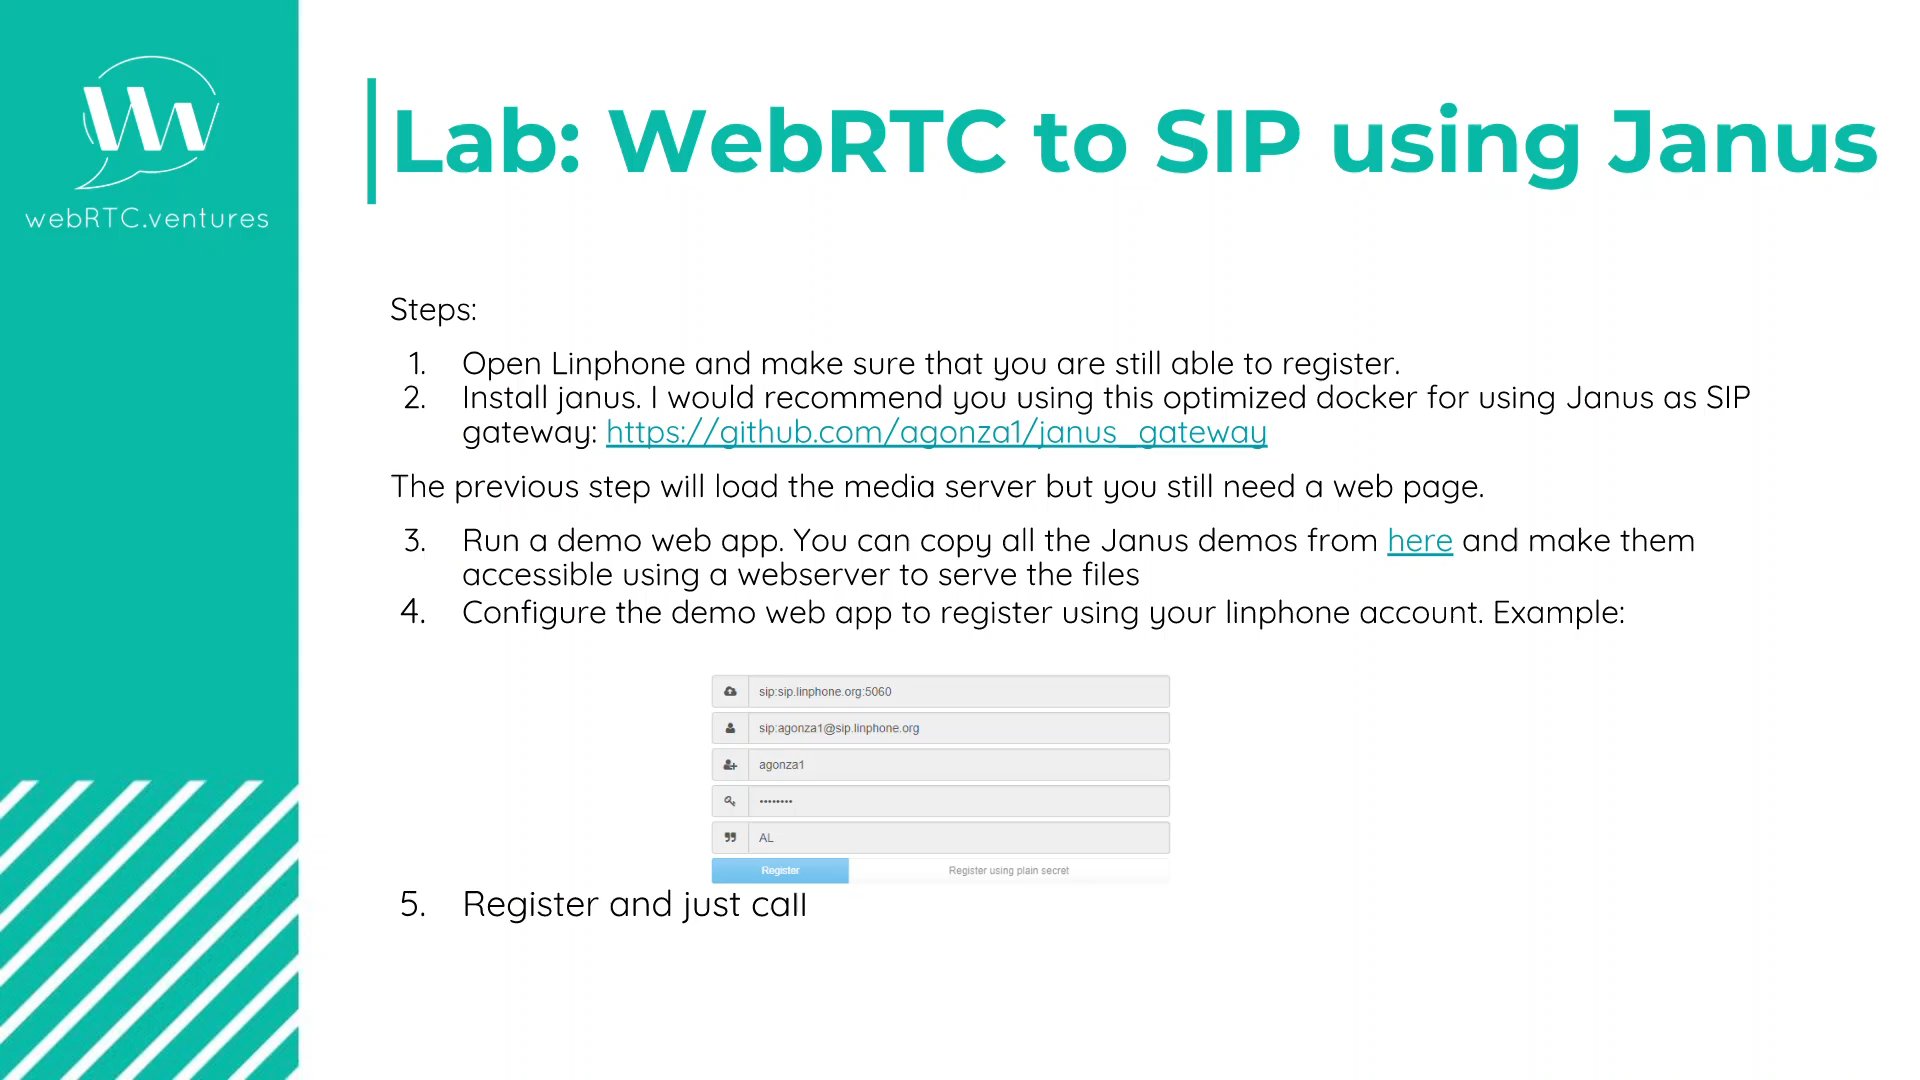 webRTC.ventures
Lab: WebRTC to SIP using Janus
Steps:
1. Open Linphone and make sure that you are still able to register.
2. Install janus. I would recommend you using this optimized docker for using Janus as SIP
gateway: https://github.com/agonza1/janus_gateway
The previous step will load the media server but you still need a web page.
3. Run a demo web app. You can copy all the Janus demos from here and make them
accessible using a webserver to serve the files
4. Configure the demo web app to register using your linphone account. Example:
sip:sip.linphone.org:5060
sip:agonza1@sip.linphone.org
agonza1
••••••••
AL
Register Register using plain secret
5. Register and just call